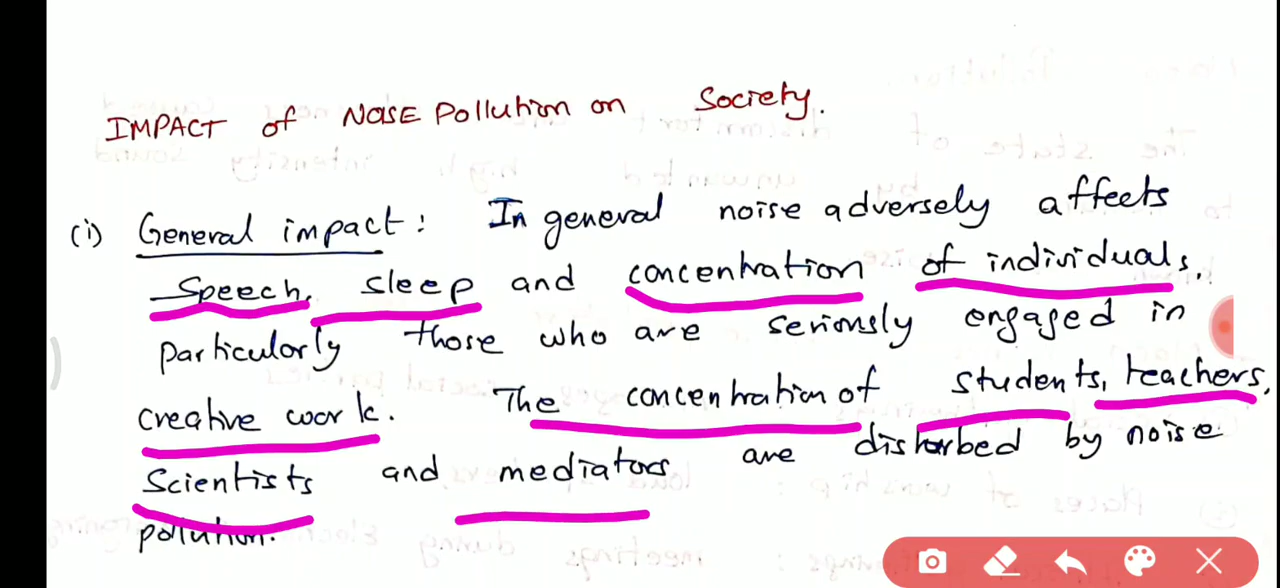 IMPACT of NOISE Pollution on Society.
(i) General impact: In general noise adversely affects
Speech, sleep and concentration of individuals,
particularly those who are seriously engaged in
creative work. The concentration of students, teachers,
Scientists and mediators are disturbed by noise
pollution.